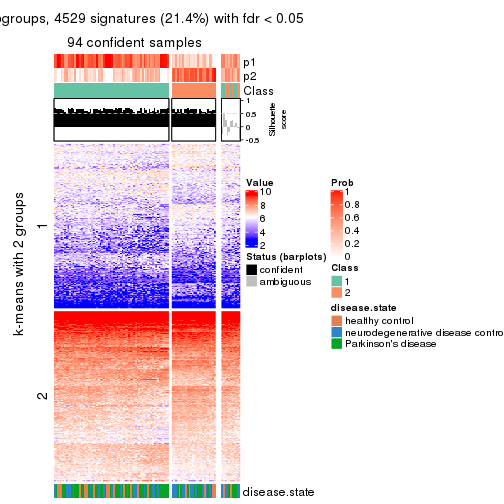 ogroups, 4529 signatures (21.4%) with fdr < 0.05
94 confident samples
p1
p2
Class
1
0.5
0
-0.5
Silhouette
score
k-means with 2 groups
1
2
Value
10
8
6
4
2
Status (barplots)
confident
ambiguous
Prob
1
0.8
0.6
0.4
0.2
0
Class
1
2
disease.state
healthy control
neurodegenerative disease contro
Parkinson's disease
disease.state